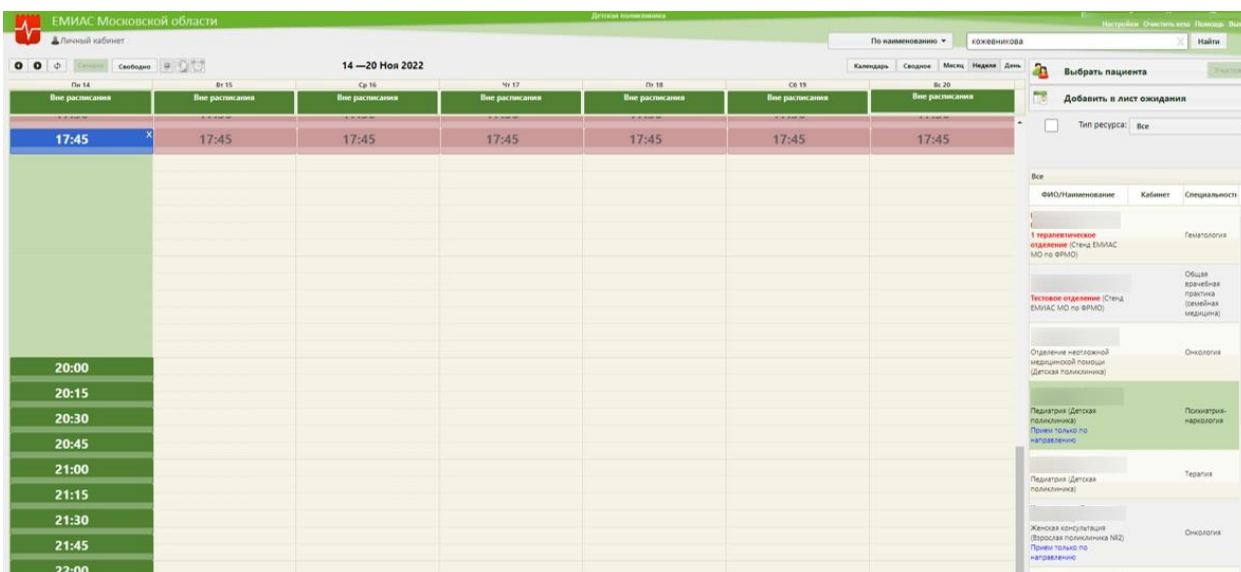 Детская поликлиника
ЕМИАС Московской области
Настройки Очистить кеш Помощь
Личный кабинет
По наименованию
кожевникова
Найти
Сегодня Свободно
14 —20 Ноя 2022
Календарь Сводное Месяц Неделя День
Выбрать пациента
Пн 14 Вт 15 Ср 16 Чт 17 Пт 18 Сб 19 Вс 20
Вне расписания Вне расписания Вне расписания Вне расписания Вне расписания Вне расписания Вне расписания
Добавить в лист ожидания
Тип ресурса: Все
17:45 X 17:45 17:45 17:45 17:45 17:45 17:45
Все
ФИО/Наименование Кабинет
1 терапевтическое
отделение (Стенд ЕМИАС
МО по ФРМО)
Гематология
Тестовое отделение (Стенд
ЕМИАС МО по ФРМО)
Общая
врачебная
практика
(семейная
медицина)
Отделение неотложной
медицинской помощи
(Детская поликлиника)
Онкология
Педиатрия (Детская
поликлиника)
Прием только по
направлению
Психиатрия-
наркология
Педиатрия (Детская
поликлиника)
Терапия
Женская консультация
(Взрослая поликлиника №2)
Прием только по
направлению
Онкология
20:00
20:15
20:30
20:45
21:00
21:15
21:30
21:45
22:00